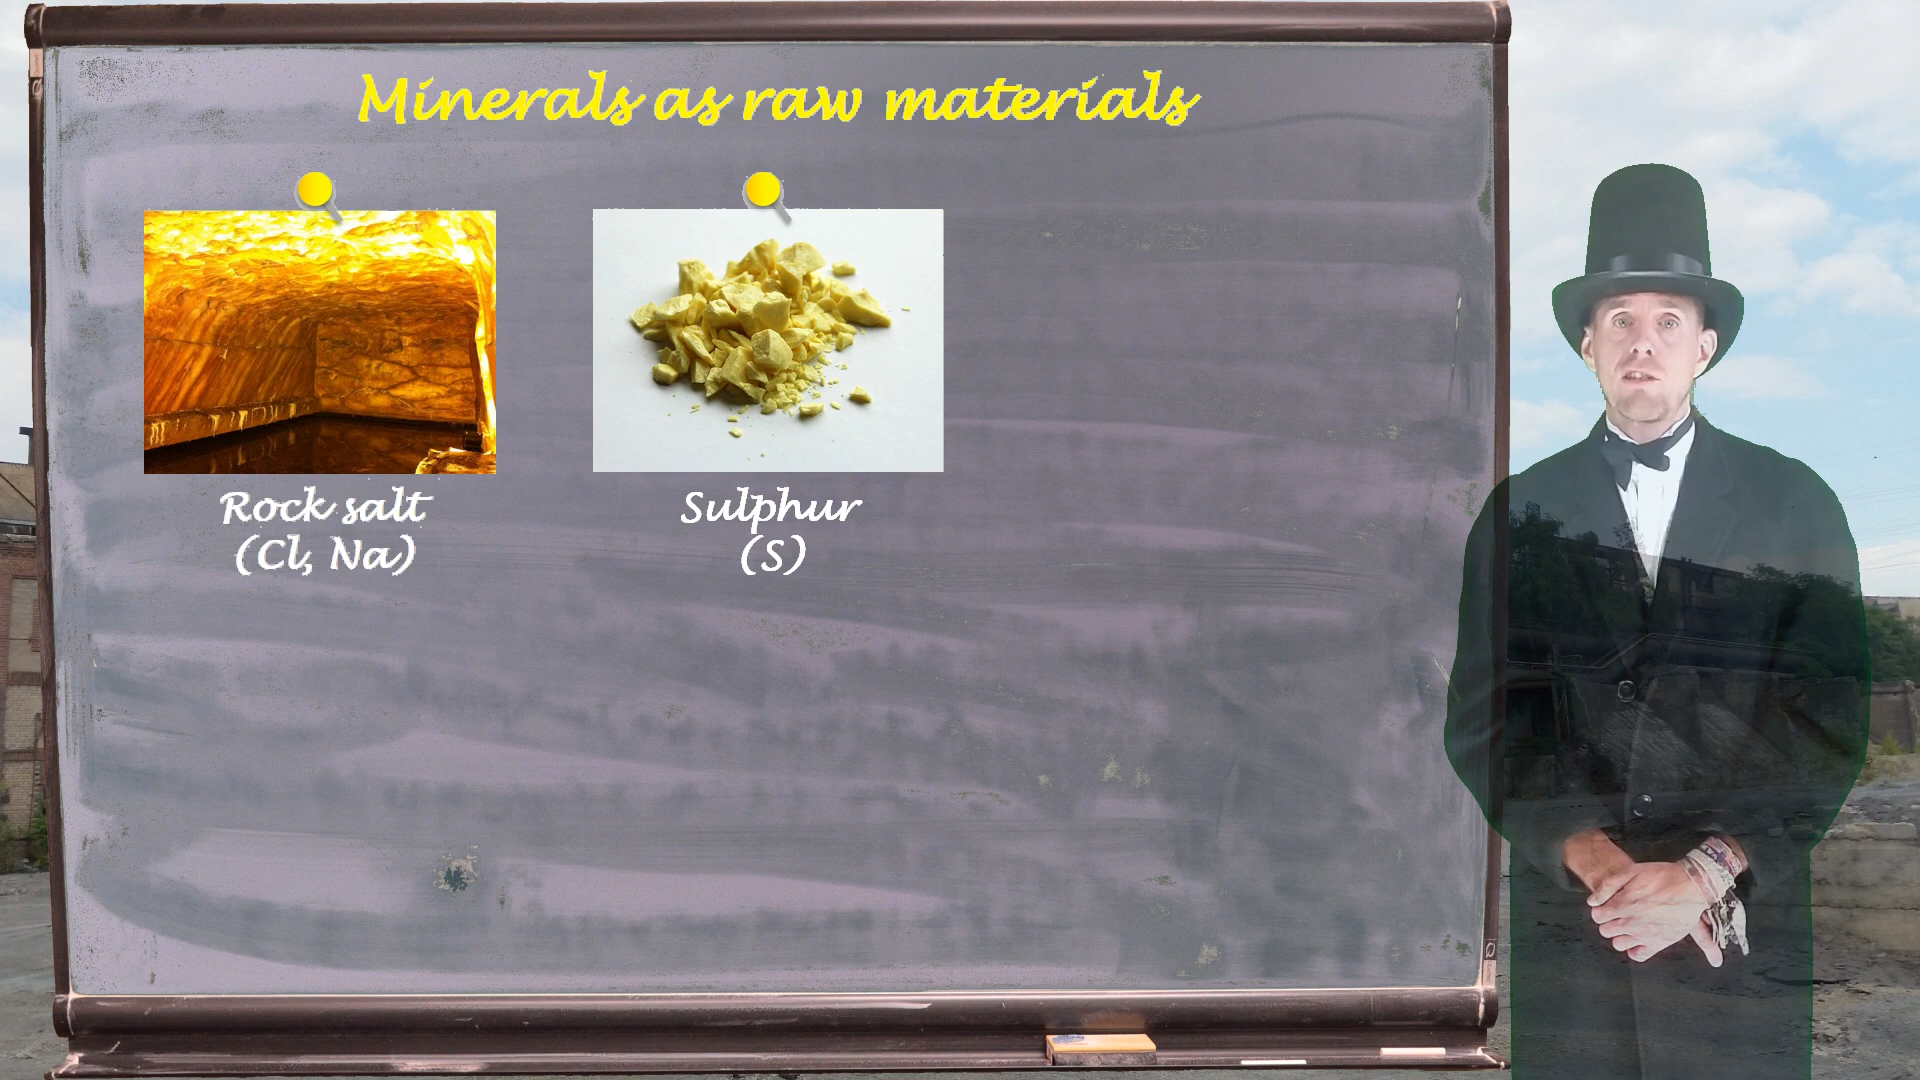 Minerals as raw materials
Rock salt
(Cl, Na)
Sulphur
(S)